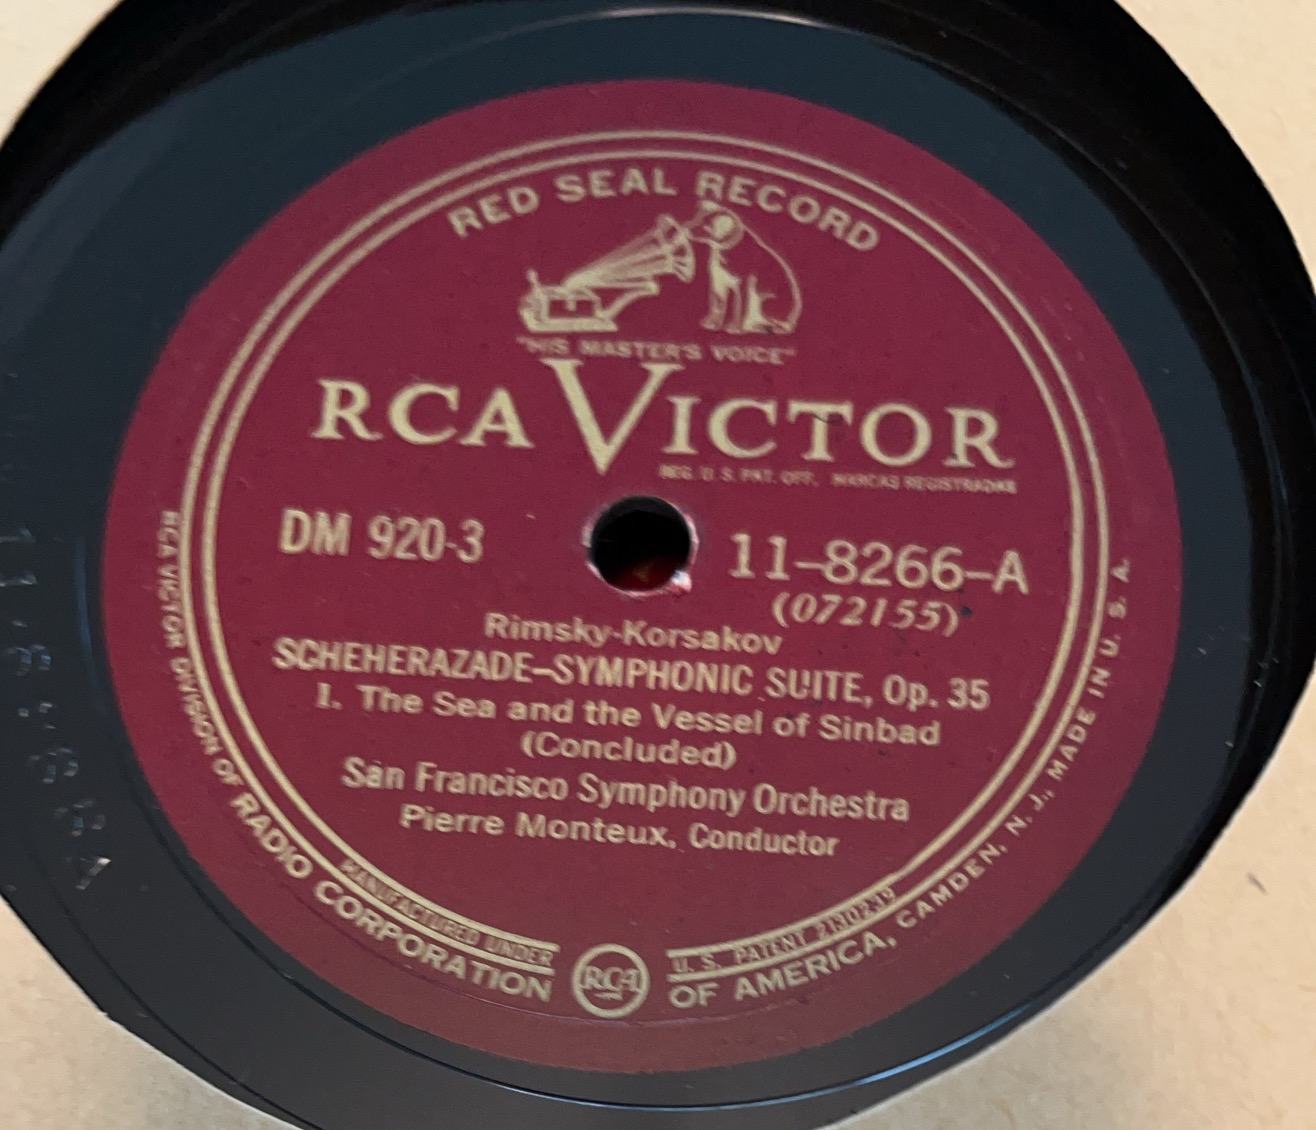 RED SEAL RECORD
"HIS MASTER'S VOICE"
RCA VICTOR
REG. U. S. PAT. OFF. MARCAS REGISTRADAS
DM 920-3
11-8266-A
(072155)
Rimsky-Korsakov
SCHEHERAZADE-SYMPHONIC SUITE, Op. 35
I. The Sea and the Vessel of Sinbad
(Concluded)
San Francisco Symphony Orchestra
Pierre Monteux, Conductor
MANUFACTURED UNDER
U. S. PATENT 2130239
RCA VICTOR DIVISION OF RADIO CORPORATION
RCA
OF AMERICA, CAMDEN, N. J., MADE IN U. S. A.